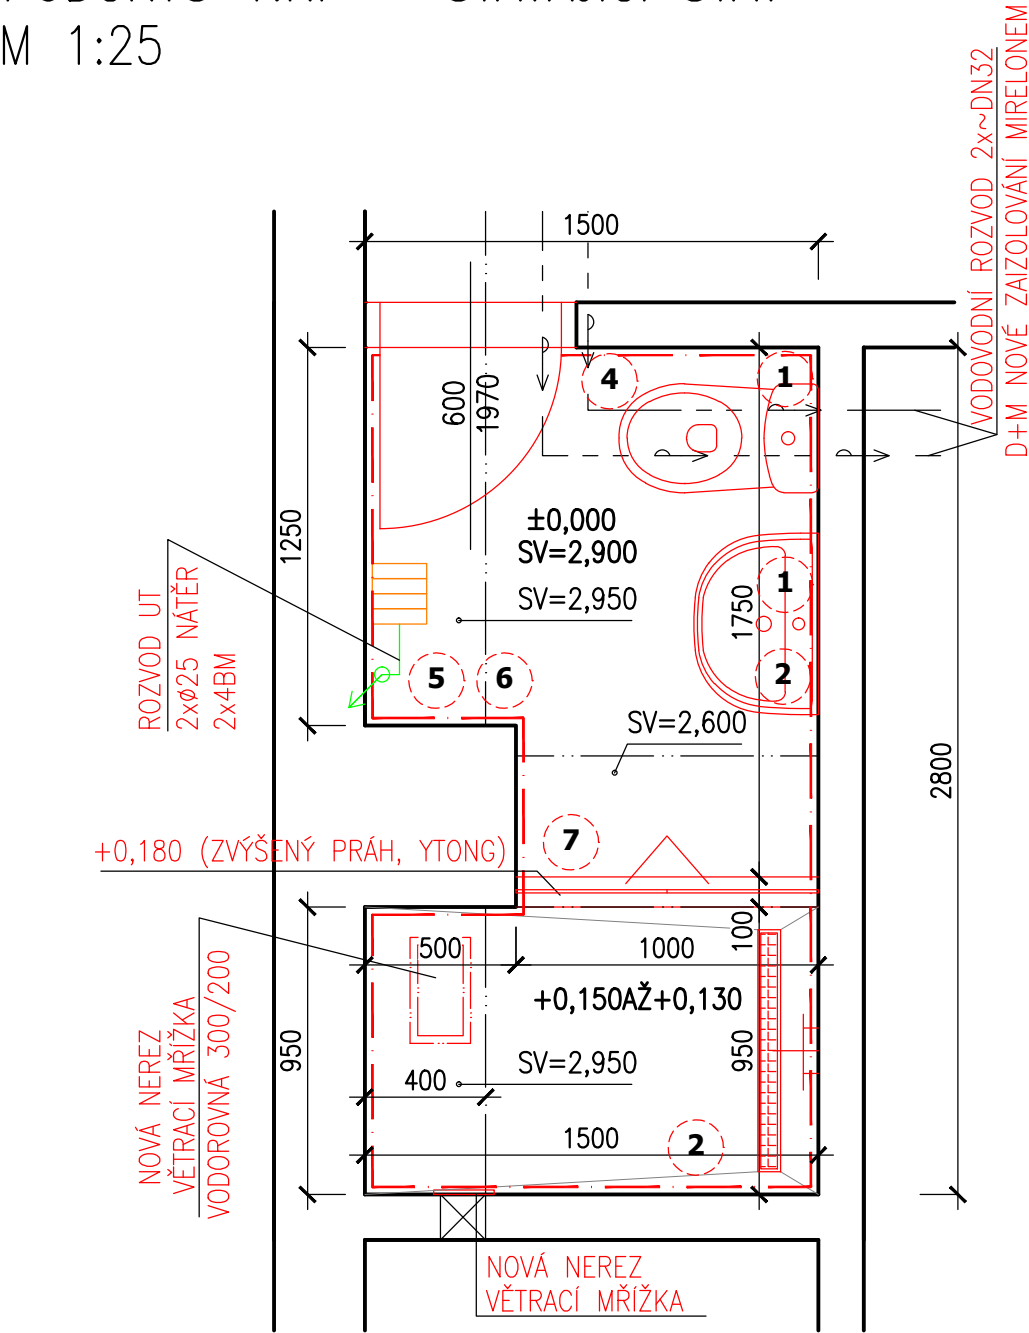 M 1:25
VODOVODNÍ ROZVOD 2x~DN32
D+M NOVÉ ZAIZOLOVÁNÍ MIRELONEM
1500
4
1
600
1970
±0,000
SV=2,900
SV=2,950
1250
1
1750
ROZVOD UT
2xø25 NÁTĚR
2x4BM
5
6
2
SV=2,600
2800
7
+0,180 (ZVÝŠENÝ PRÁH, YTONG)
500
1000
100
+0,150AŽ+0,130
NOVÁ NEREZ
VĚTRACÍ MŘÍŽKA
VODOROVNÁ 300/200
950
950
SV=2,950
400
1500
2
NOVÁ NEREZ
VĚTRACÍ MŘÍŽKA